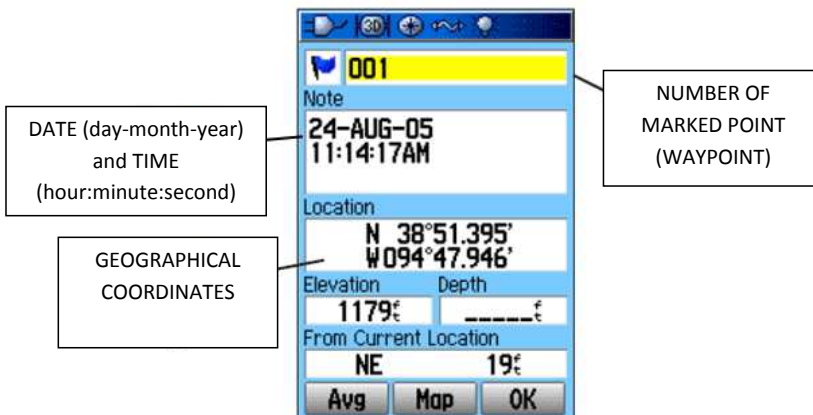 3D
001
Note
24-AUG-05
11:14:17AM
Location
N 38°51.395'
W094°47.946'
Elevation Depth
1179ft _____ft
From Current Location
NE 19ft
Avg Map OK
DATE (day-month-year)
and TIME
(hour:minute:second)
GEOGRAPHICAL
COORDINATES
NUMBER OF
MARKED POINT
(WAYPOINT)